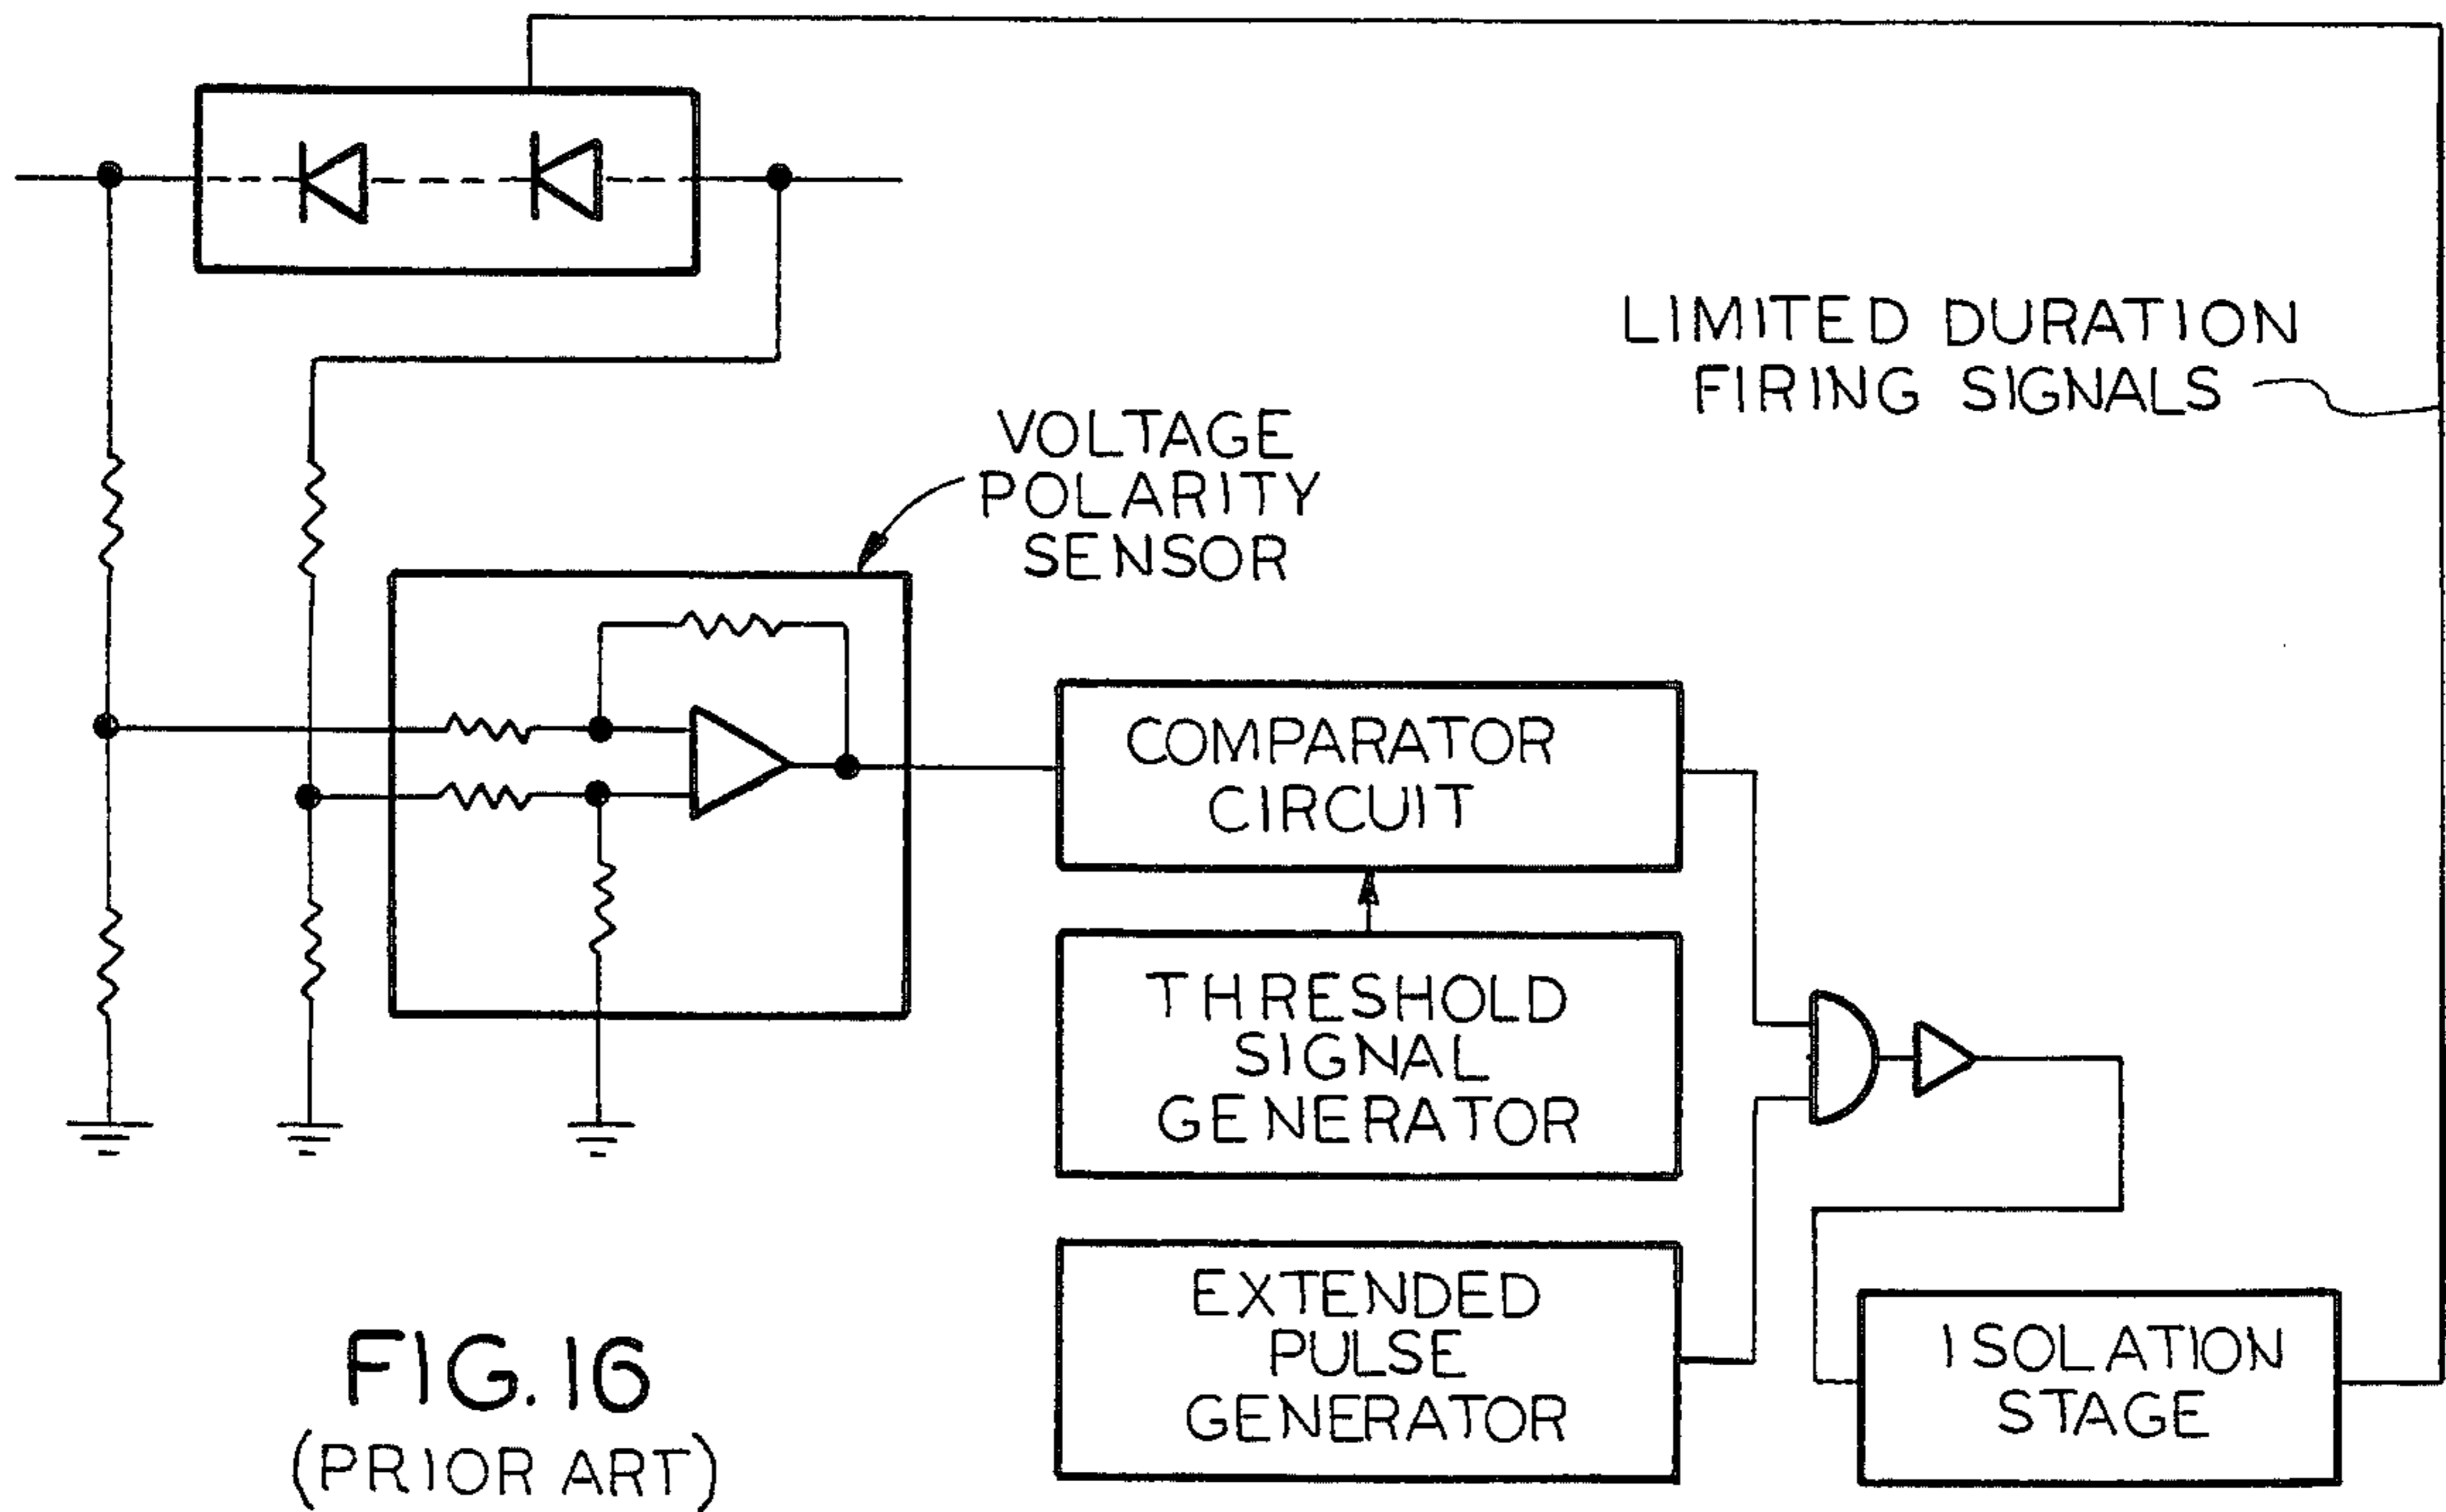 LIMITED DURATION
FIRING SIGNALS
VOLTAGE
POLARITY
SENSOR
COMPARATOR
CIRCUIT
THRESHOLD
SIGNAL
GENERATOR
EXTENDED
PULSE
GENERATOR
ISOLATION
STAGE
FIG. 16
(PRIOR ART)